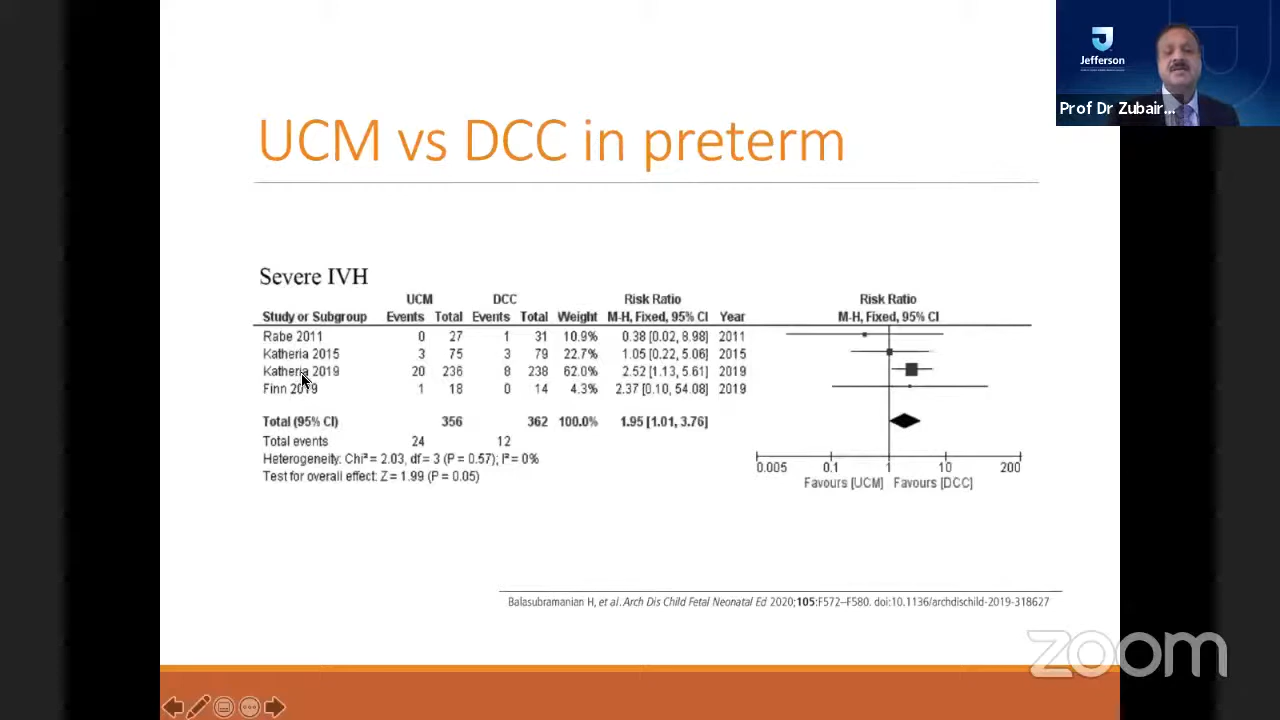 Jefferson
Prof Dr Zubair...
UCM vs DCC in preterm
Severe IVH
UCM DCC Risk Ratio Risk Ratio
Study or Subgroup Events Total Events Total Weight M-H, Fixed, 95% CI Year M-H, Fixed, 95% CI
Rabe 2011 0 27 1 31 10.9% 0.38 [0.02, 8.98] 2011
Katheria 2015 3 75 3 79 22.7% 1.05 [0.22, 5.06] 2015
Katheria 2019 20 236 8 238 62.0% 2.52 [1.13, 5.61] 2019
Finn 2019 1 18 0 14 4.3% 2.37 [0.10, 54.08] 2019
Total (95% CI) 356 362 100.0% 1.95 [1.01, 3.76]
Total events 24 12
Heterogeneity: Chi² = 2.03, df = 3 (P = 0.57); I² = 0%
Test for overall effect: Z = 1.99 (P = 0.05)
0.005 0.1 1 10 200
Favours [UCM] Favours [DCC]
Balasubramanian H, et al. Arch Dis Child Fetal Neonatal Ed 2020;105:F572–F580. doi:10.1136/archdischild-2019-318627
zoom